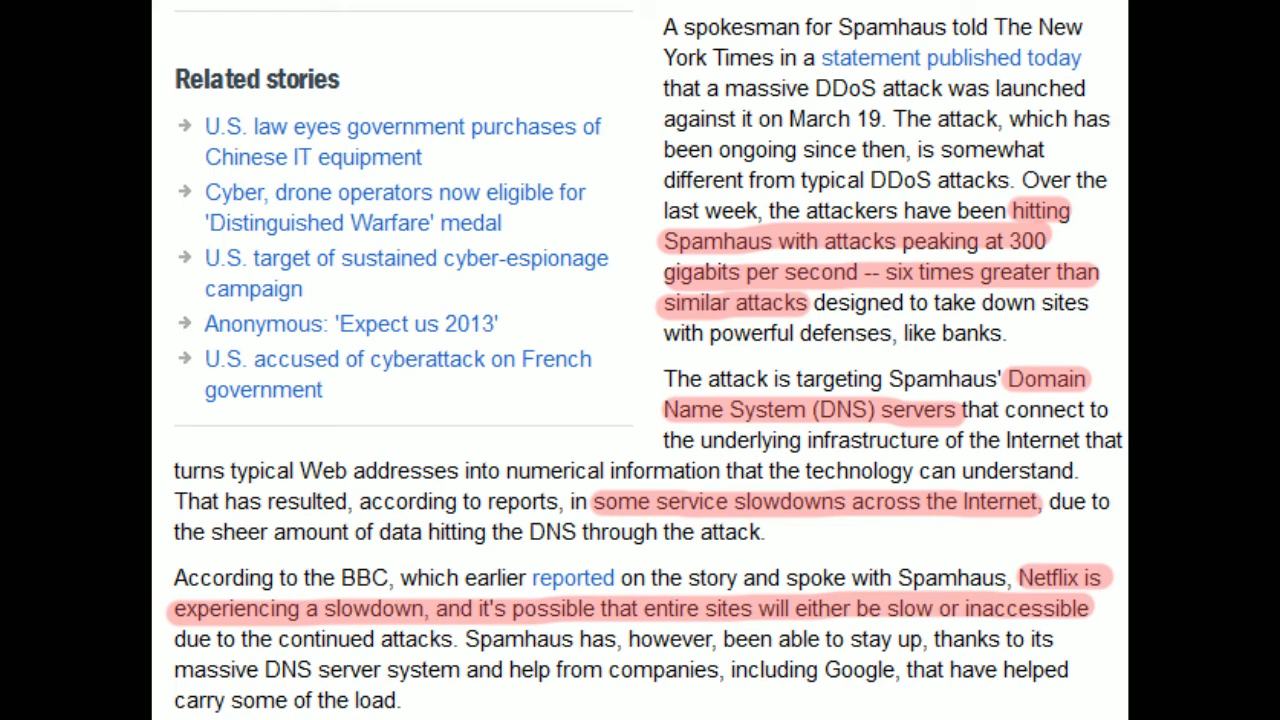 Related stories
U.S. law eyes government purchases of
Chinese IT equipment
Cyber, drone operators now eligible for
'Distinguished Warfare' medal
U.S. target of sustained cyber-espionage
campaign
Anonymous: 'Expect us 2013'
U.S. accused of cyberattack on French
government
A spokesman for Spamhaus told The New
York Times in a statement published today
that a massive DDoS attack was launched
against it on March 19. The attack, which has
been ongoing since then, is somewhat
different from typical DDoS attacks. Over the
last week, the attackers have been hitting
Spamhaus with attacks peaking at 300
gigabits per second -- six times greater than
similar attacks designed to take down sites
with powerful defenses, like banks.
The attack is targeting Spamhaus' Domain
Name System (DNS) servers that connect to
the underlying infrastructure of the Internet that
turns typical Web addresses into numerical information that the technology can understand.
That has resulted, according to reports, in some service slowdowns across the Internet, due to
the sheer amount of data hitting the DNS through the attack.
According to the BBC, which earlier reported on the story and spoke with Spamhaus, Netflix is
experiencing a slowdown, and it's possible that entire sites will either be slow or inaccessible
due to the continued attacks. Spamhaus has, however, been able to stay up, thanks to its
massive DNS server system and help from companies, including Google, that have helped
carry some of the load.